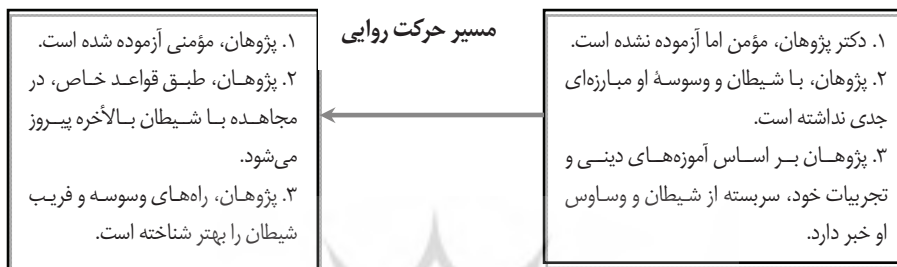 مسیر حرکت روایی
۱. دکتر پژوهان، مؤمن اما آزموده نشده است.
۲. پژوهان، با شیطان و وسوسهٔ او مبارزه‌ای
جدی نداشته است.
۳. پژوهان بر اساس آموزه‌های دینی و
تجربیات خود، سربسته از شیطان و وساوس
او خبر دارد.
۱. پژوهان، مؤمنی آزموده شده است.
۲. پژوهان، طبق قواعد خاص، در
مجاهده با شیطان بالأخره پیروز
می‌شود.
۳. پژوهان، راه‌های وسوسه و فریب
شیطان را بهتر شناخته است.